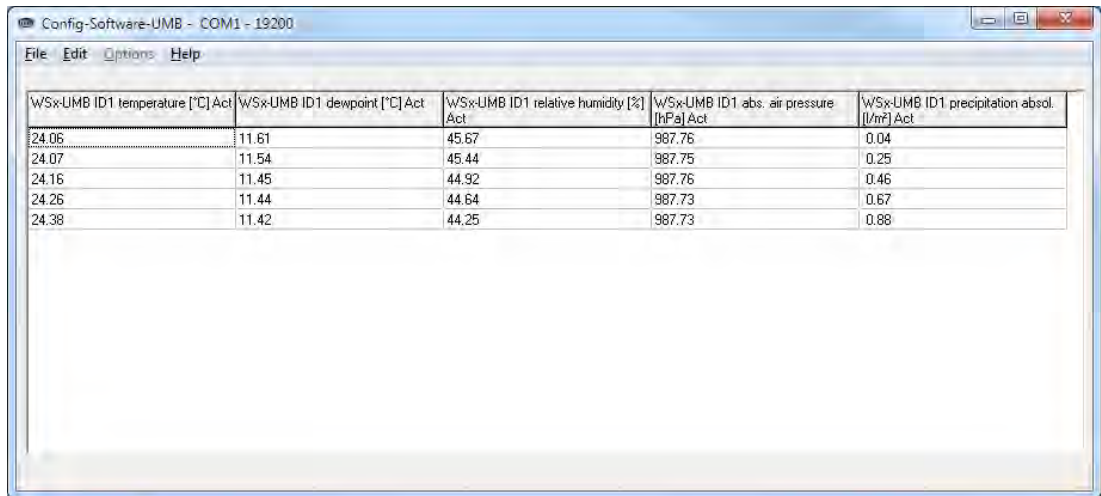 Config-Software-UMB - COM1 - 19200
File Edit Options Help
WSx-UMB ID1 temperature [°C] Act WSx-UMB ID1 dewpoint [°C] Act WSx-UMB ID1 relative humidity [%] Act WSx-UMB ID1 abs. air pressure [hPa] Act WSx-UMB ID1 precipitation absol. [l/m²] Act
24.06 11.61 45.67 987.76 0.04
24.07 11.54 45.44 987.75 0.25
24.16 11.45 44.92 987.76 0.46
24.26 11.44 44.64 987.73 0.67
24.38 11.42 44.25 987.73 0.88